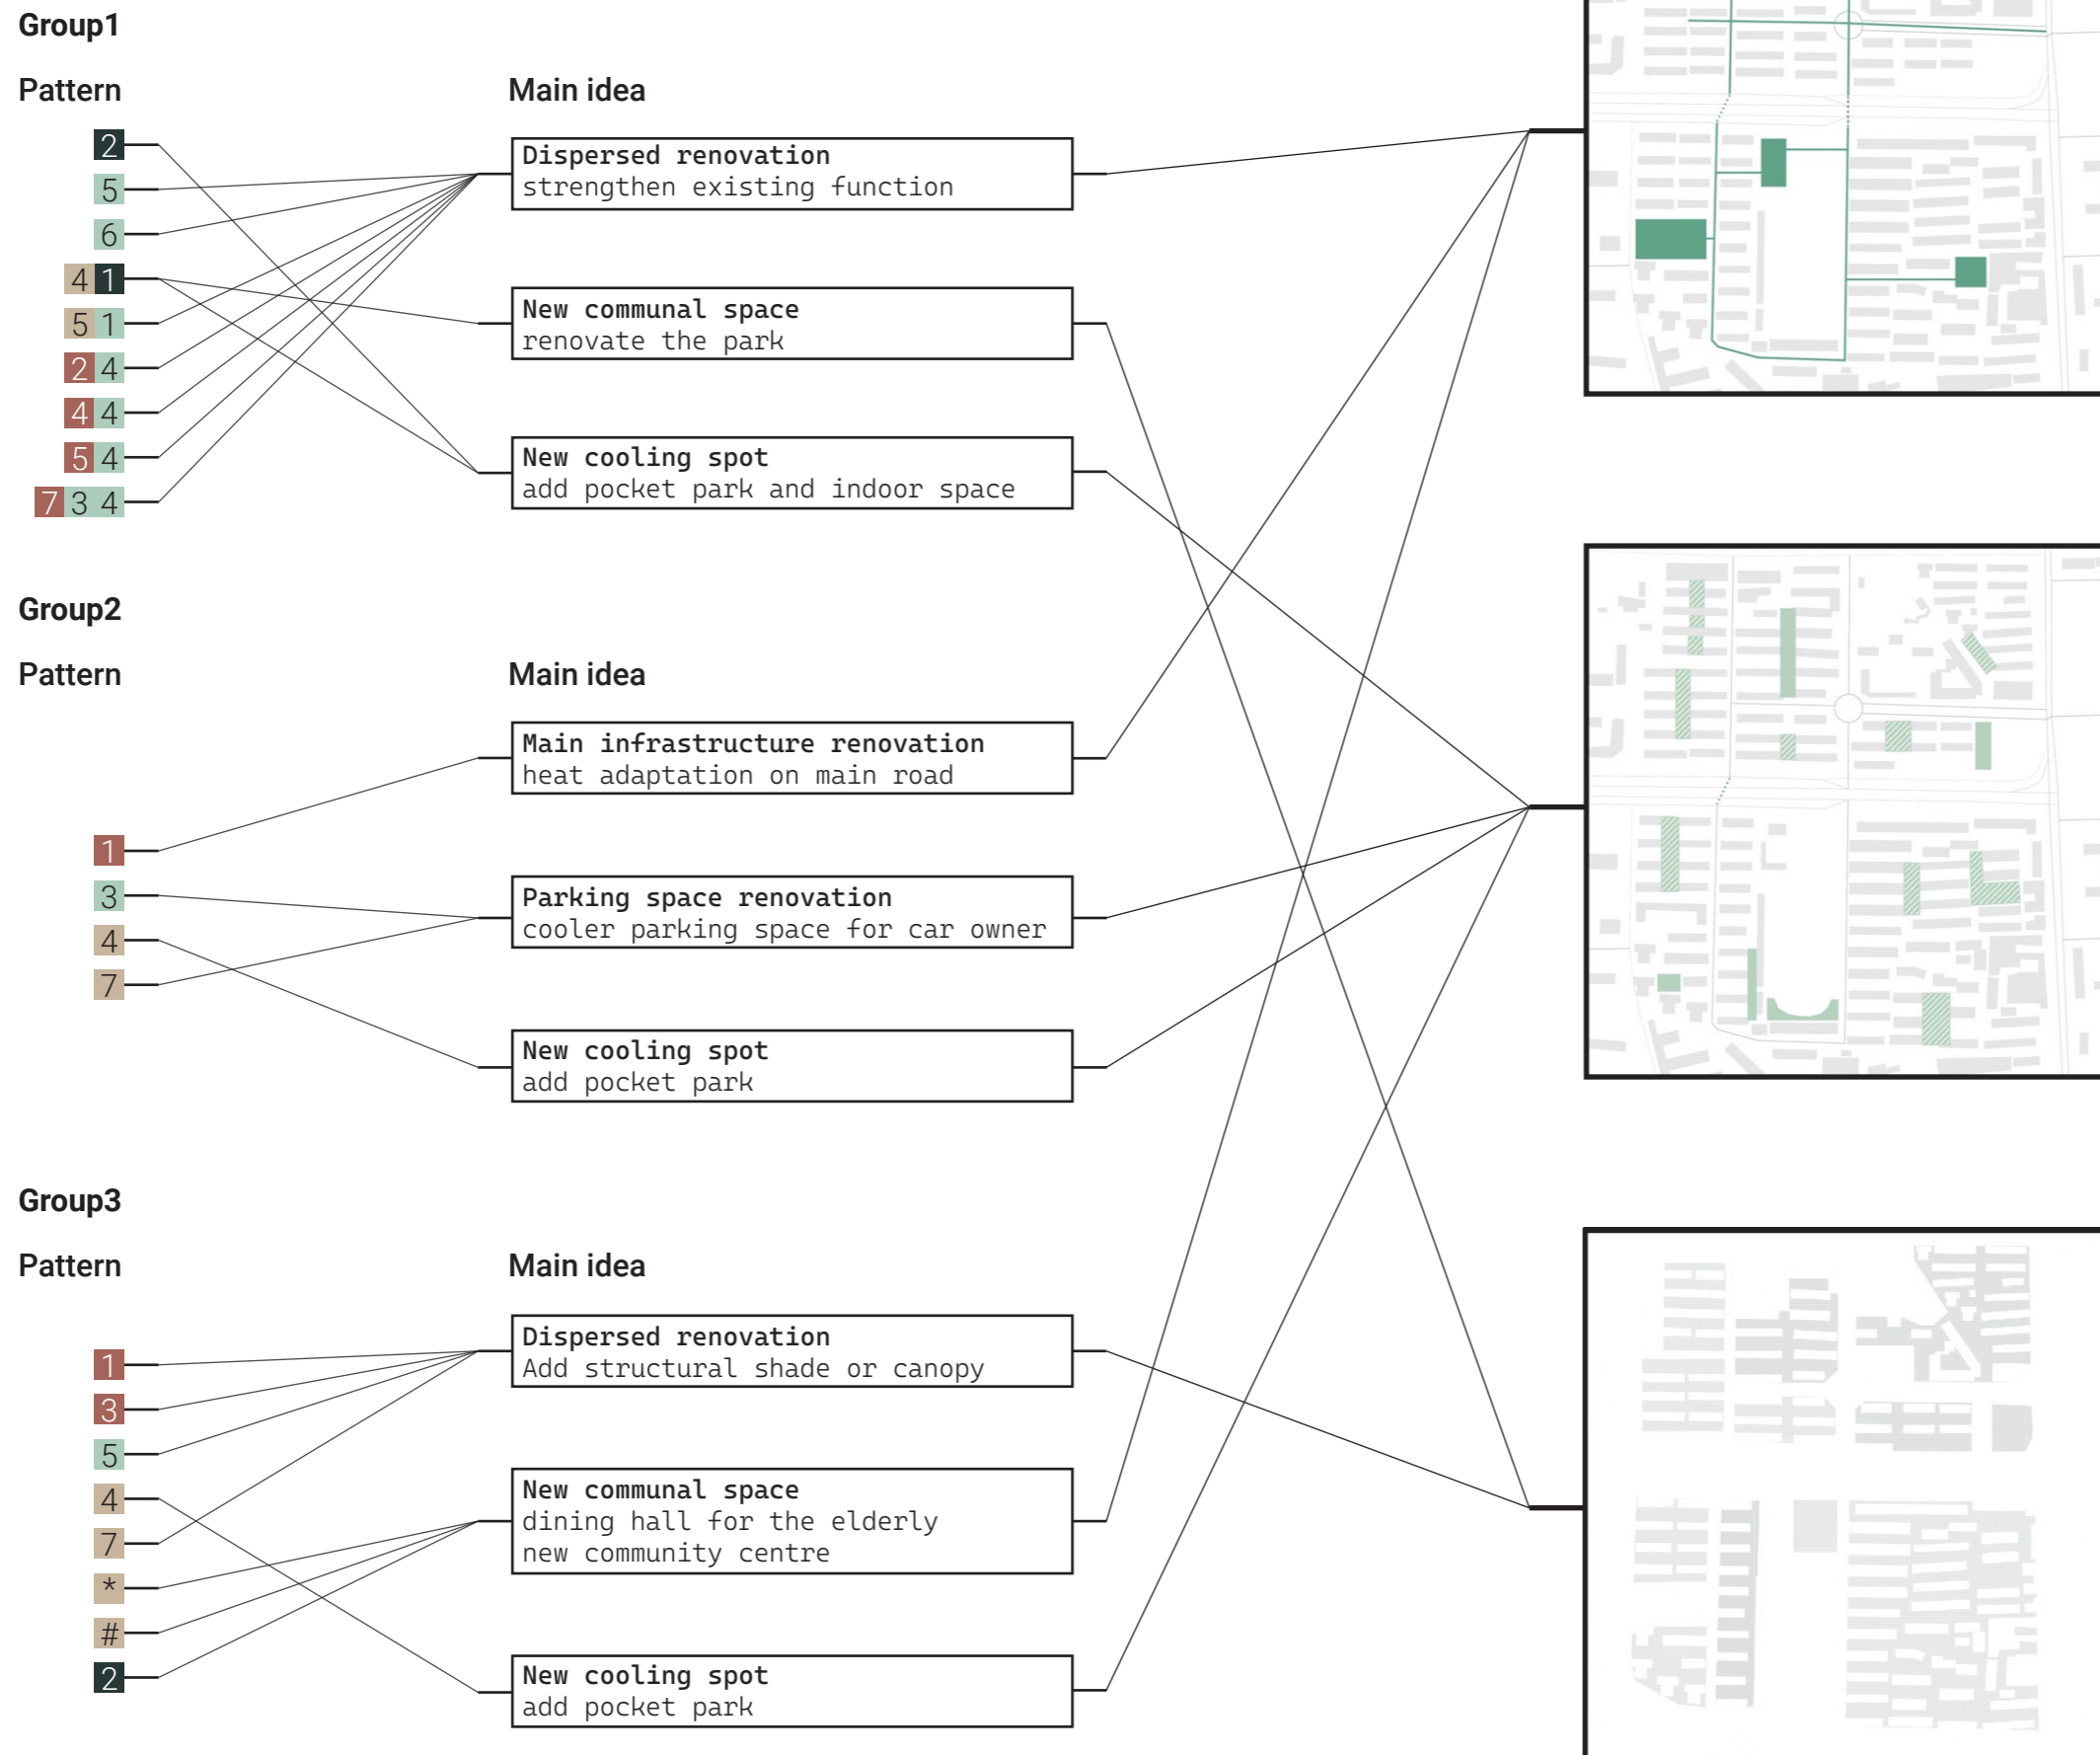 Group1
Pattern
Main idea
2
5
6
4 1
5 1
2 4
4 4
5 4
7 3 4
Dispersed renovation
strengthen existing function
New communal space
renovate the park
New cooling spot
add pocket park and indoor space
Group2
Pattern
Main idea
1
3
4
7
Main infrastructure renovation
heat adaptation on main road
Parking space renovation
cooler parking space for car owner
New cooling spot
add pocket park
Group3
Pattern
Main idea
1
3
5
4
7
*
#
2
Dispersed renovation
Add structural shade or canopy
New communal space
dining hall for the elderly
new community centre
New cooling spot
add pocket park